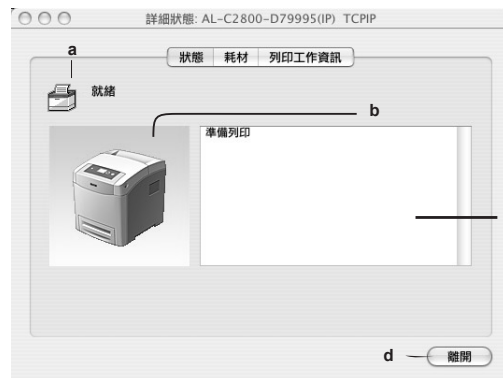 詳細狀態: AL-C2800-D79995(IP) TCPIP
狀態 耗材 列印工作資訊
a
就緒
b
準備列印
d 離開